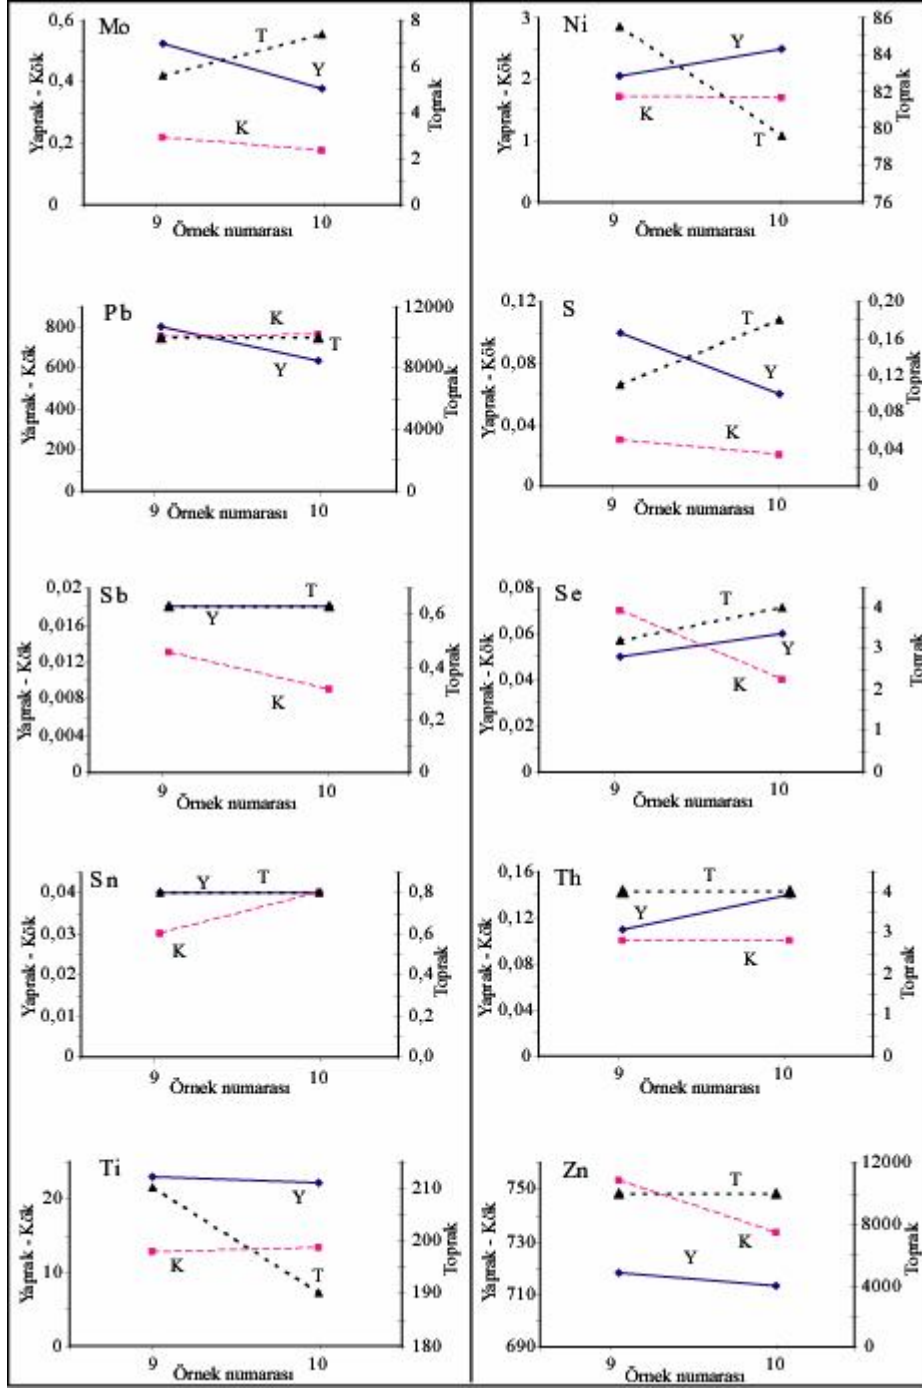 Mo
Yaprak - Kök
0,6
0,4
0,2
0
T
Y
K
8
6
4
2
0
Toprak
9
10
Örnek numarası
Ni
Yaprak - Kök
3
2
1
0
Y
K
T
86
84
82
80
78
76
Toprak
9
10
Örnek numarası
Pb
Yaprak - Kök
800
600
400
200
0
K
T
Y
12000
8000
4000
0
Toprak
9
10
Örnek numarası
S
Yaprak - Kök
0,12
0,08
0,04
0
T
Y
K
0,20
0,16
0,12
0,08
0,04
0
Toprak
9
10
Örnek numarası
Sb
Yaprak - Kök
0,02
0,016
0,012
0,008
0,004
0
T
Y
K
0,6
0,4
0,2
0
Toprak
9
10
Örnek numarası
Se
Yaprak - Kök
0,08
0,06
0,04
0,02
0
T
Y
K
4
3
2
1
0
Toprak
9
10
Örnek numarası
Sn
Yaprak - Kök
0,04
0,03
0,02
0,01
0
Y
T
K
0,8
0,6
0,4
0,2
0,0
Toprak
9
10
Örnek numarası
Th
Yaprak - Kök
0,16
0,12
0,08
0,04
0
T
Y
K
4
3
2
1
0
Toprak
9
10
Örnek numarası
Ti
Yaprak - Kök
20
10
0
Y
K
T
210
200
190
180
Toprak
9
10
Örnek numarası
Zn
Yaprak - Kök
750
730
710
690
T
K
Y
12000
8000
4000
0
Toprak
9
10
Örnek numarası